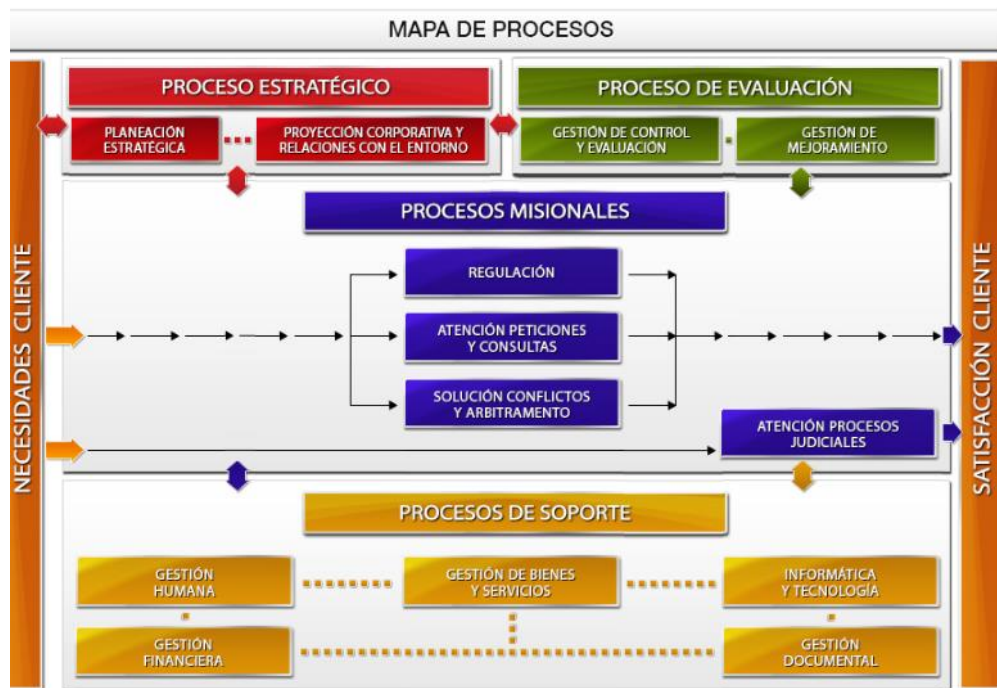 MAPA DE PROCESOS
NECESIDADES CLIENTE
PROCESO ESTRATÉGICO
PLANEACIÓN
ESTRATÉGICA
PROYECCIÓN CORPORATIVA Y
RELACIONES CON EL ENTORNO
PROCESO DE EVALUACIÓN
GESTIÓN DE CONTROL
Y EVALUACIÓN
GESTIÓN DE
MEJORAMIENTO
PROCESOS MISIONALES
REGULACIÓN
ATENCIÓN PETICIONES
Y CONSULTAS
SOLUCIÓN CONFLICTOS
Y ARBITRAMENTO
ATENCIÓN PROCESOS
JUDICIALES
PROCESOS DE SOPORTE
GESTIÓN
HUMANA
GESTIÓN DE BIENES
Y SERVICIOS
INFORMÁTICA
Y TECNOLOGÍA
GESTIÓN
FINANCIERA
GESTIÓN
DOCUMENTAL
SATISFACCIÓN CLIENTE